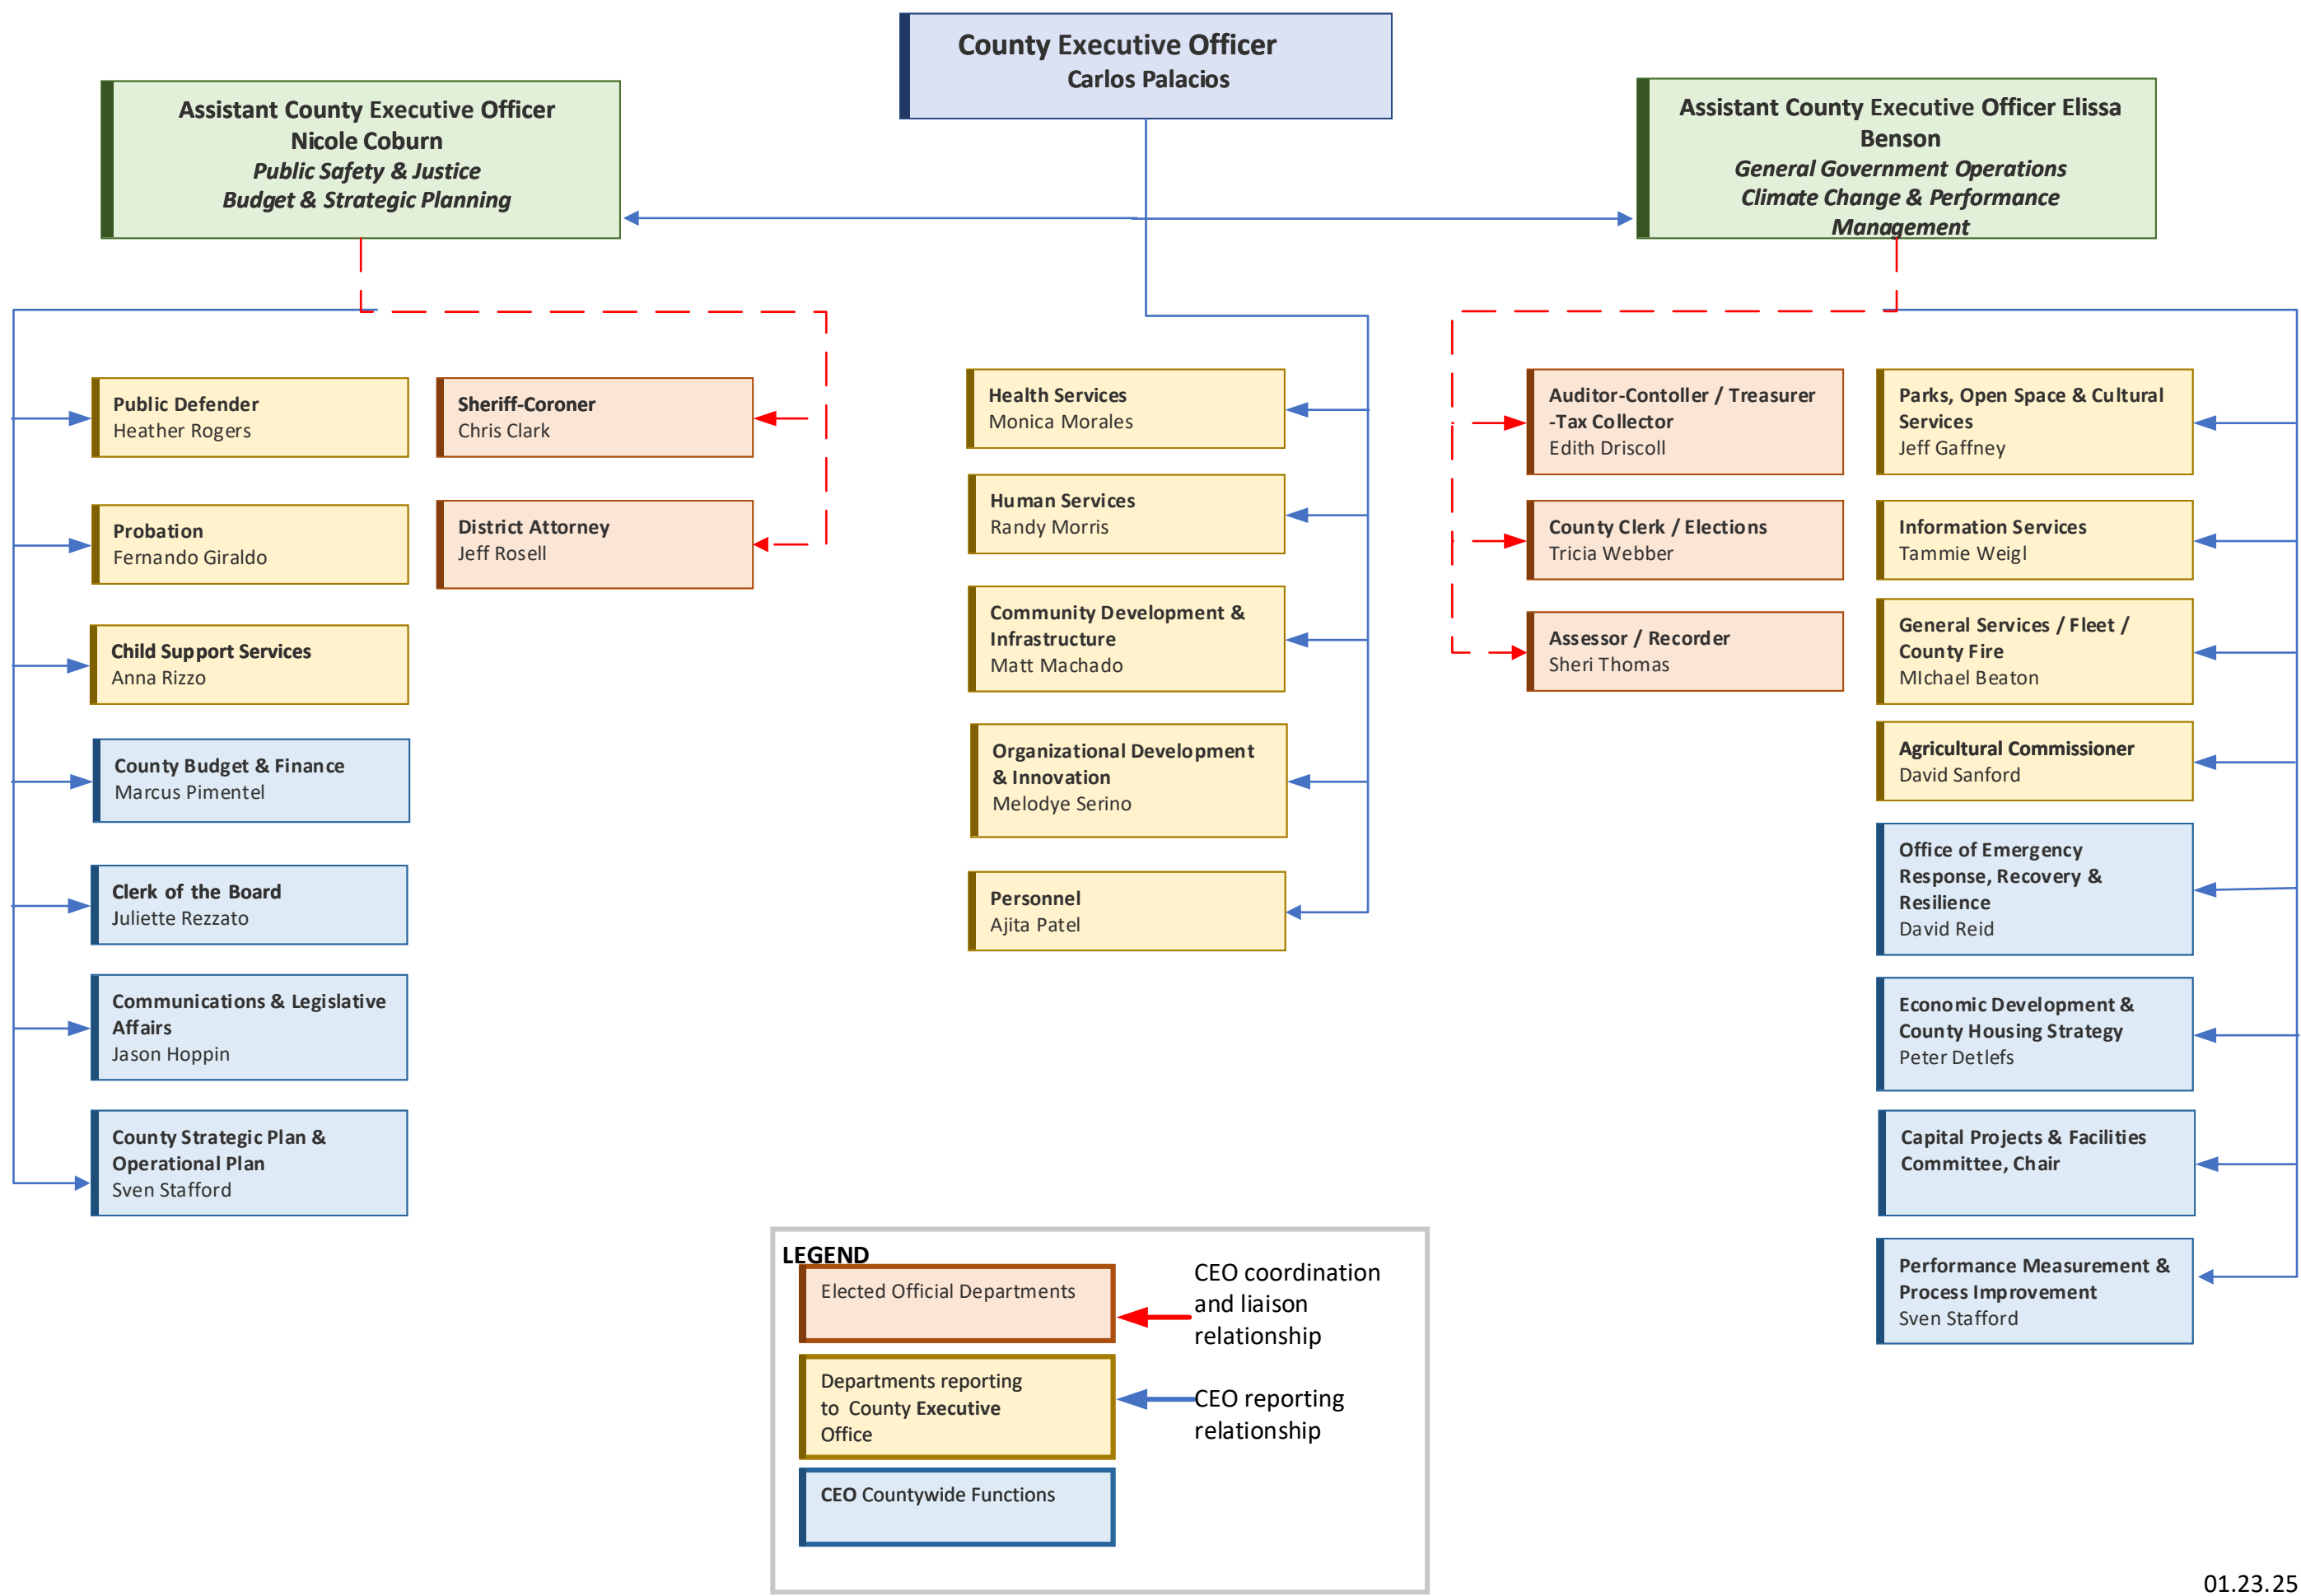 County Executive Officer
Carlos Palacios
Assistant County Executive Officer
Nicole Coburn
Public Safety & Justice
Budget & Strategic Planning
Assistant County Executive Officer Elissa
Benson
General Government Operations
Climate Change & Performance
Management
Public Defender
Heather Rogers
Probation
Fernando Giraldo
Child Support Services
Anna Rizzo
County Budget & Finance
Marcus Pimentel
Clerk of the Board
Juliette Rezzato
Communications & Legislative
Affairs
Jason Hoppin
County Strategic Plan &
Operational Plan
Sven Stafford
Sheriff-Coroner
Chris Clark
District Attorney
Jeff Rosell
Health Services
Monica Morales
Human Services
Randy Morris
Community Development &
Infrastructure
Matt Machado
Organizational Development
& Innovation
Melodye Serino
Personnel
Ajita Patel
Auditor-Contoller / Treasurer
-Tax Collector
Edith Driscoll
County Clerk / Elections
Tricia Webber
Assessor / Recorder
Sheri Thomas
Parks, Open Space & Cultural
Services
Jeff Gaffney
Information Services
Tammie Weigl
General Services / Fleet /
County Fire
MIchael Beaton
Agricultural Commissioner
David Sanford
Office of Emergency
Response, Recovery &
Resilience
David Reid
Economic Development &
County Housing Strategy
Peter Detlefs
Capital Projects & Facilities
Committee, Chair
Performance Measurement &
Process Improvement
Sven Stafford
LEGEND
Elected Official Departments
CEO coordination
and liaison
relationship
Departments reporting
to County Executive
Office
CEO reporting
relationship
CEO Countywide Functions
01.23.25